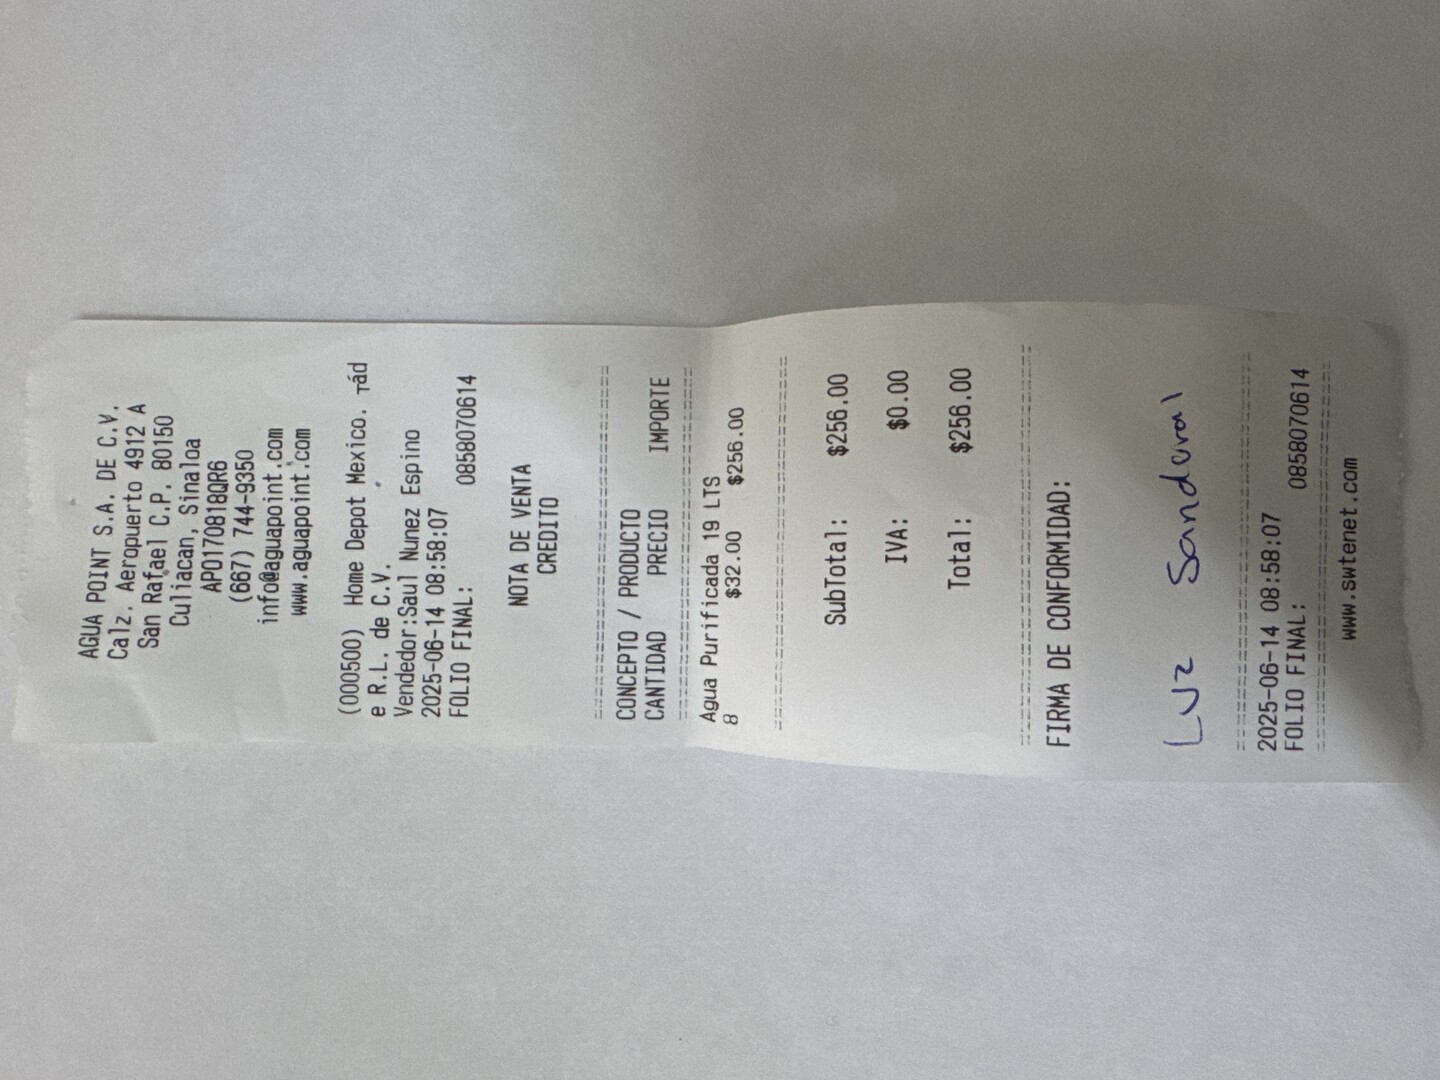 AGUA POINT S.A. DE C.V.
Calz. Aeropuerto 4912 A
San Rafael C.P. 80150
Culiacan, Sinaloa
APO170818QR6
(667) 744-9350
info@aguapoint.com
www.aguapoint.com
(000500) Home Depot Mexico. ┬ád
e R.L. de C.V.
Vendedor:Saul Nunez Espino
2025-06-14 08:58:07
FOLIO FINAL: 0858070614
NOTA DE VENTA
CREDITO
CONCEPTO / PRODUCTO
CANTIDAD PRECIO IMPORTE
Agua Purificada 19 LTS
8 $32.00 $256.00
SubTotal: $256.00
IVA: $0.00
Total: $256.00
FIRMA DE CONFORMIDAD:
Luz Sandoval
2025-06-14 08:58:07
FOLIO FINAL: 0858070614
www.swtenet.com